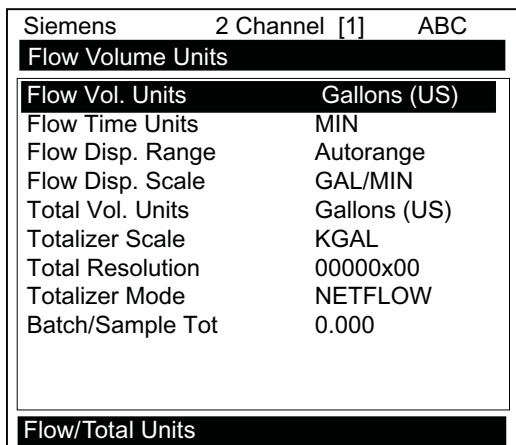 Siemens 2 Channel [1] ABC
Flow Volume Units
Flow Vol. Units Gallons (US)
Flow Time Units MIN
Flow Disp. Range Autorange
Flow Disp. Scale GAL/MIN
Total Vol. Units Gallons (US)
Totalizer Scale KGAL
Total Resolution 00000x00
Totalizer Mode NETFLOW
Batch/Sample Tot 0.000
Flow/Total Units